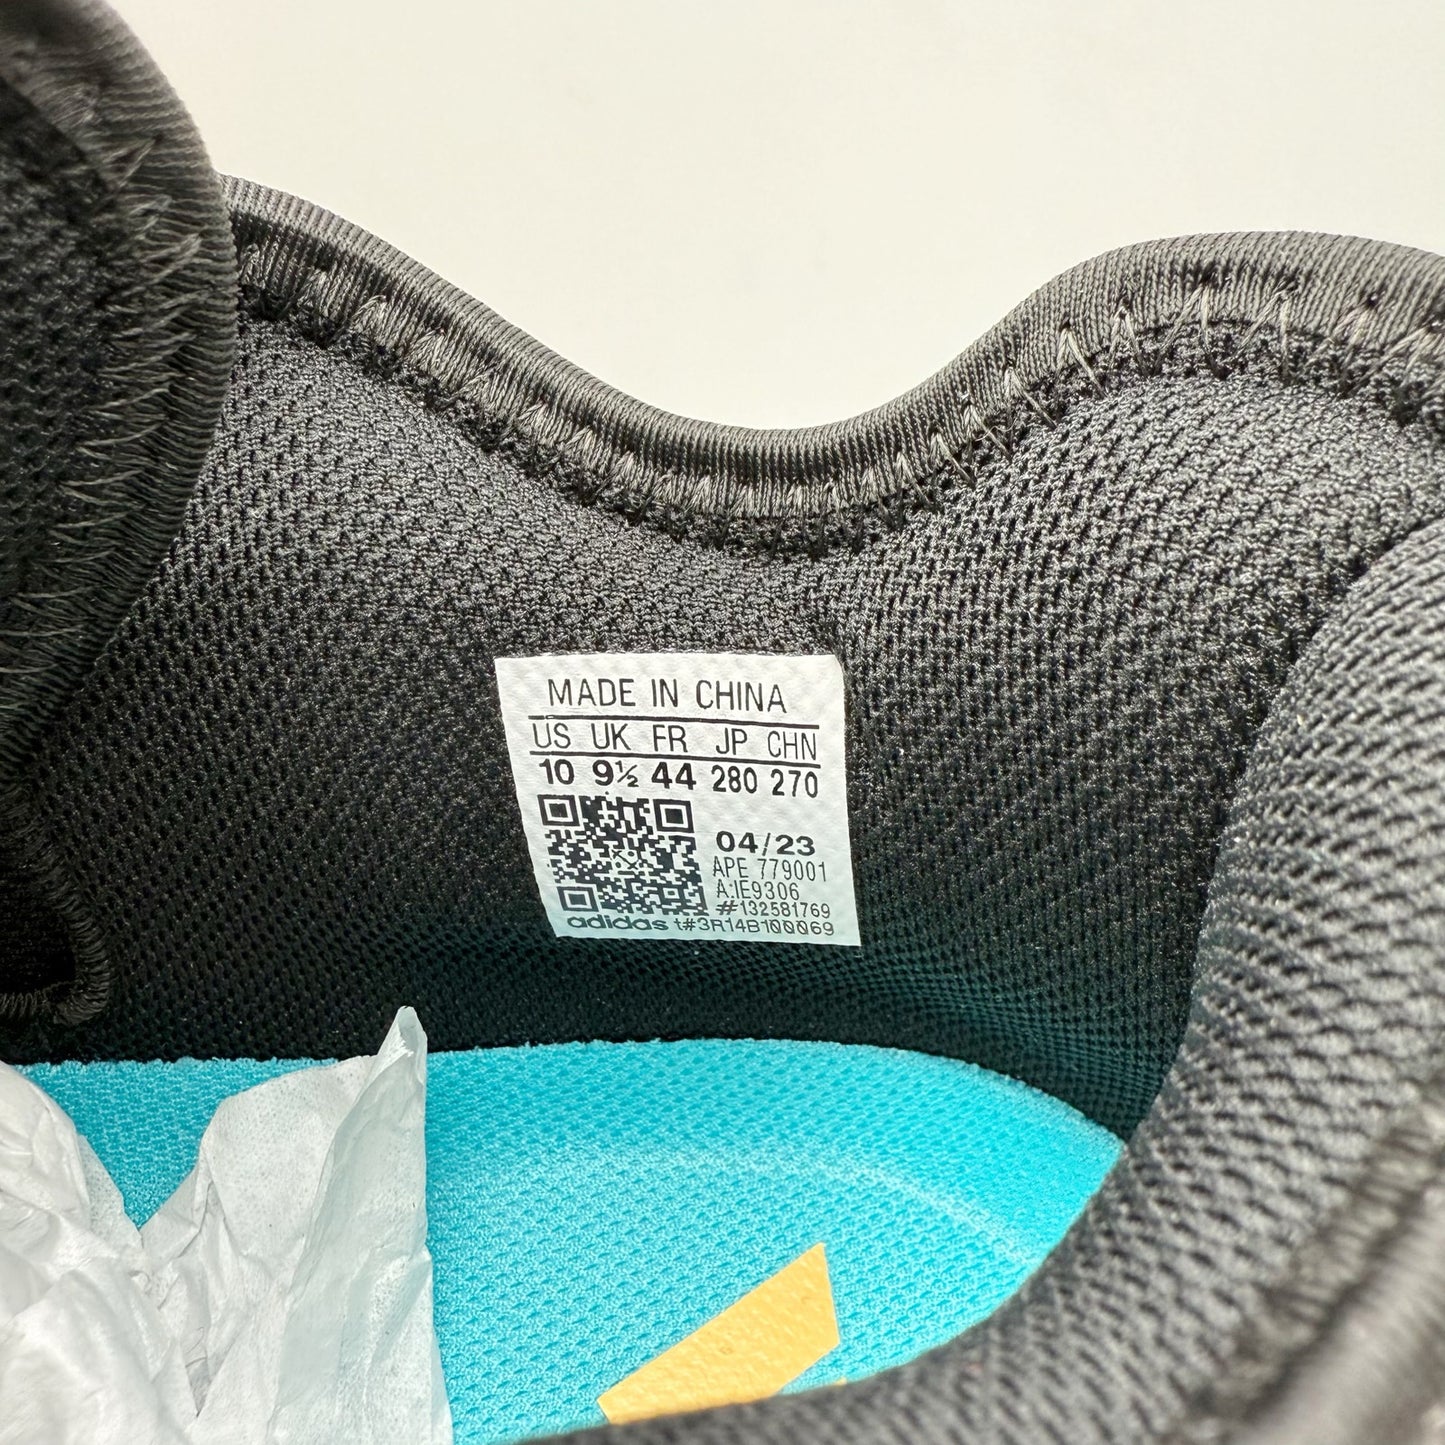 MADE IN CHINA
US UK FR JP CHN
10 9½ 44 280 270
04/23
APE 779001
A:IE9306
#132581769
adidas t#3R14B100069